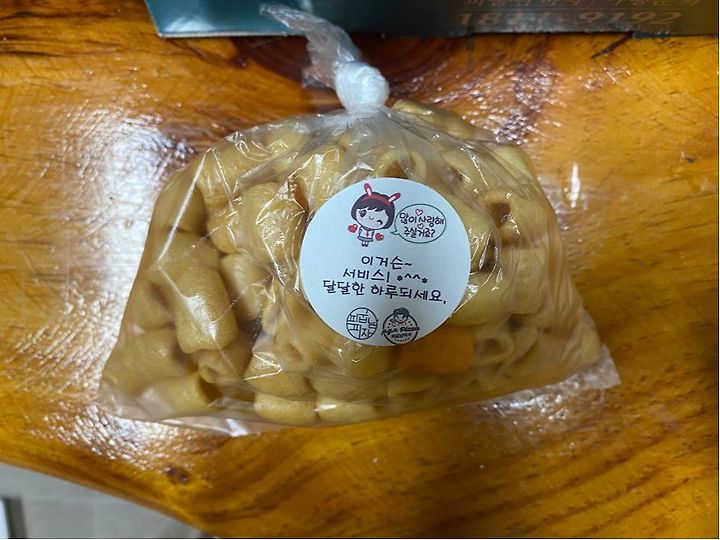 많이사랑해
주실거죠?
이거슨~
서비스! *^^*
달달한 하루되세요.
Pizza